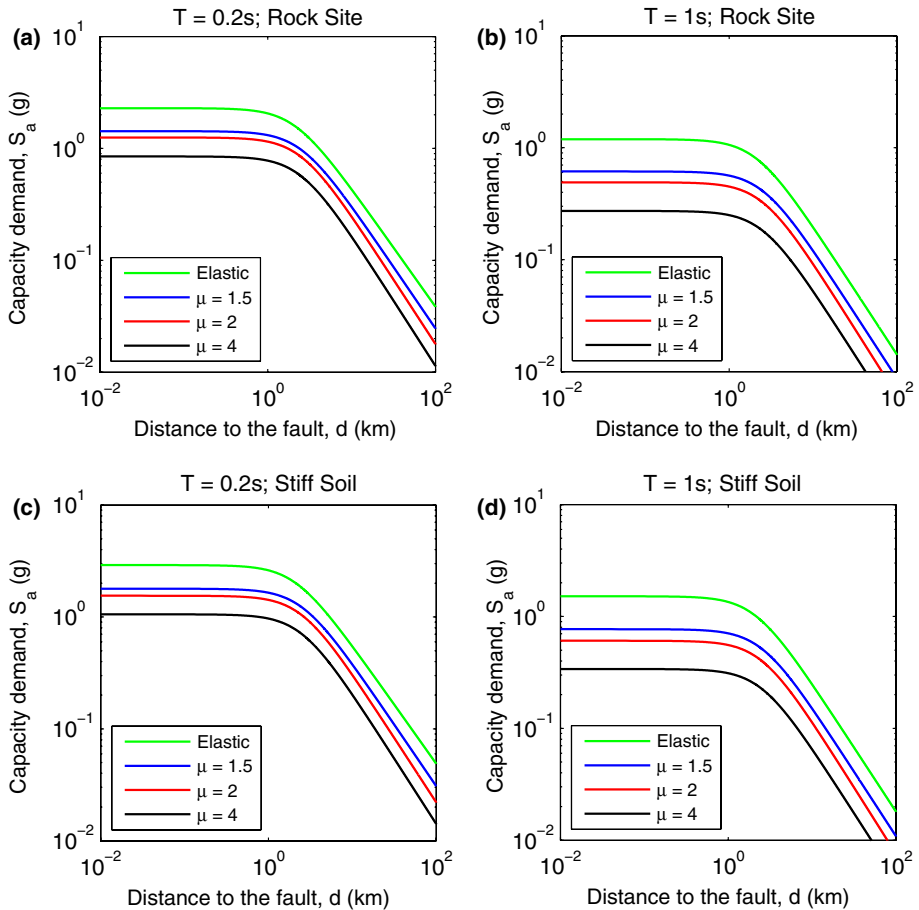 (a) T = 0.2s; Rock Site
10^1
10^0
10^-1
10^-2
Capacity demand, S_a (g)
Elastic
μ = 1.5
μ = 2
μ = 4
10^-2 10^0 10^2
Distance to the fault, d (km)
(b) T = 1s; Rock Site
10^1
10^0
10^-1
10^-2
Capacity demand, S_a (g)
Elastic
μ = 1.5
μ = 2
μ = 4
10^-2 10^0 10^2
Distance to the fault, d (km)
(c) T = 0.2s; Stiff Soil
10^1
10^0
10^-1
10^-2
Capacity demand, S_a (g)
Elastic
μ = 1.5
μ = 2
μ = 4
10^-2 10^0 10^2
Distance to the fault, d (km)
(d) T = 1s; Stiff Soil
10^1
10^0
10^-1
10^-2
Capacity demand, S_a (g)
Elastic
μ = 1.5
μ = 2
μ = 4
10^-2 10^0 10^2
Distance to the fault, d (km)